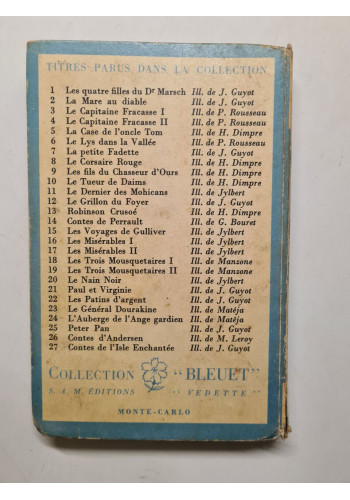 TITRES PARUS DANS LA COLLECTION
1 Les quatre filles du Dr Marsch Ill. de J. Guyot
2 La Mare au diable Ill. de J. Guyot
3 Le Capitaine Fracasse I Ill. de P. Rousseau
4 Le Capitaine Fracasse II Ill. de P. Rousseau
5 La Case de l'oncle Tom Ill. de H. Dimpre
6 Le Lys dans la Vallée Ill. de P. Rousseau
7 La petite Fadette Ill. de J. Guyot
8 Le Corsaire Rouge Ill. de H. Dimpre
9 Les fils du Chasseur d'Ours Ill. de H. Dimpre
10 Le Tueur de Daims Ill. de H. Dimpre
11 Le Dernier des Mohicans Ill. de Jylbert
12 Le Grillon du Foyer Ill. de J. Guyot
13 Robinson Crusoé Ill. de H. Dimpre
14 Contes de Perrault Ill. de G. Bouret
15 Les Voyages de Gulliver Ill. de Jylbert
16 Les Misérables I Ill. de Jylbert
17 Les Misérables II Ill. de Jylbert
18 Les Trois Mousquetaires I Ill. de Manzone
19 Les Trois Mousquetaires II Ill. de Manzone
20 Le Nain Noir Ill. de Jylbert
21 Paul et Virginie Ill. de J. Guyot
22 Les Patins d'argent Ill. de J. Guyot
23 Le Général Dourakine Ill. de Matéja
24 L'Auberge de l'Ange gardien Ill. de Matéja
25 Peter Pan Ill. de J. Guyot
26 Contes d'Andersen Ill. de M. Leroy
27 Contes de l'Isle Enchantée Ill. de J. Guyot
COLLECTION "BLEUET"
S. A. M. ÉDITIONS "VEDETTE"
MONTE-CARLO